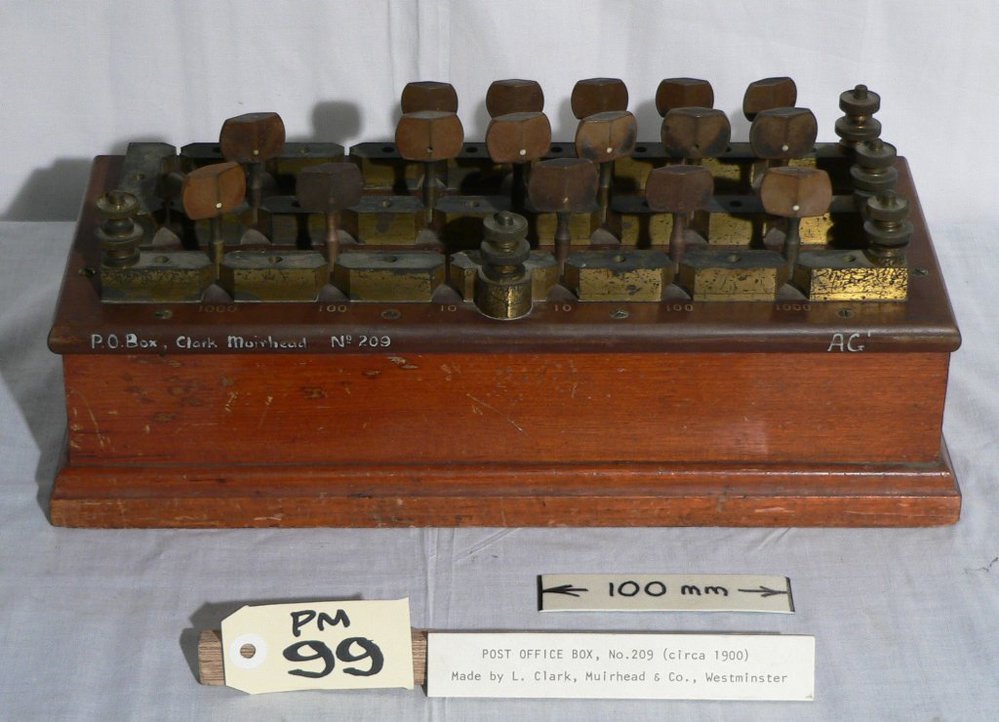 1000 100 10 10 100 1000
P.O.Box, Clark Muirhead Nº 209 AG'
100 mm
PM
99
POST OFFICE BOX, No.209 (circa 1900)
Made by L. Clark, Muirhead & Co., Westminster